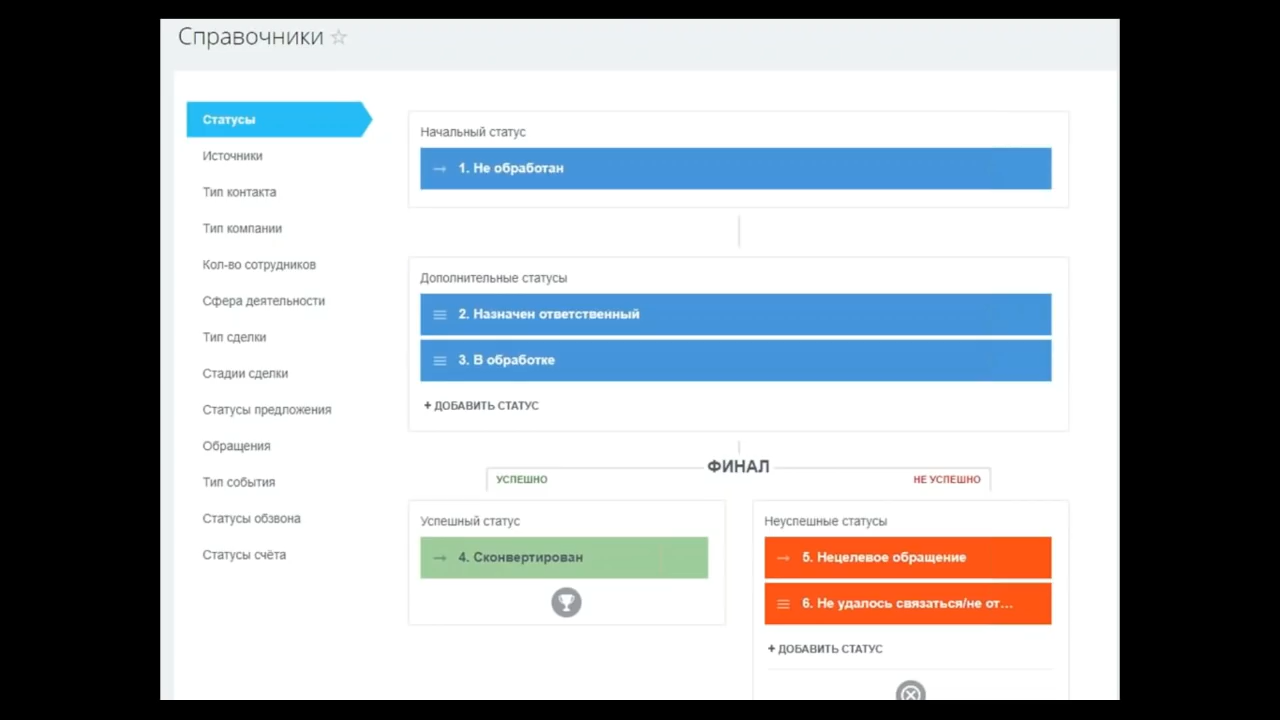 Справочники
Статусы
Источники
Тип контакта
Тип компании
Кол-во сотрудников
Сфера деятельности
Тип сделки
Стадии сделки
Статусы предложения
Обращения
Тип события
Статусы обзвона
Статусы счёта
Начальный статус
1. Не обработан
Дополнительные статусы
2. Назначен ответственный
3. В обработке
+ ДОБАВИТЬ СТАТУС
ФИНАЛ
УСПЕШНО
НЕ УСПЕШНО
Успешный статус
4. Сконвертирован
Неуспешные статусы
5. Нецелевое обращение
6. Не удалось связаться/не от...
+ ДОБАВИТЬ СТАТУС